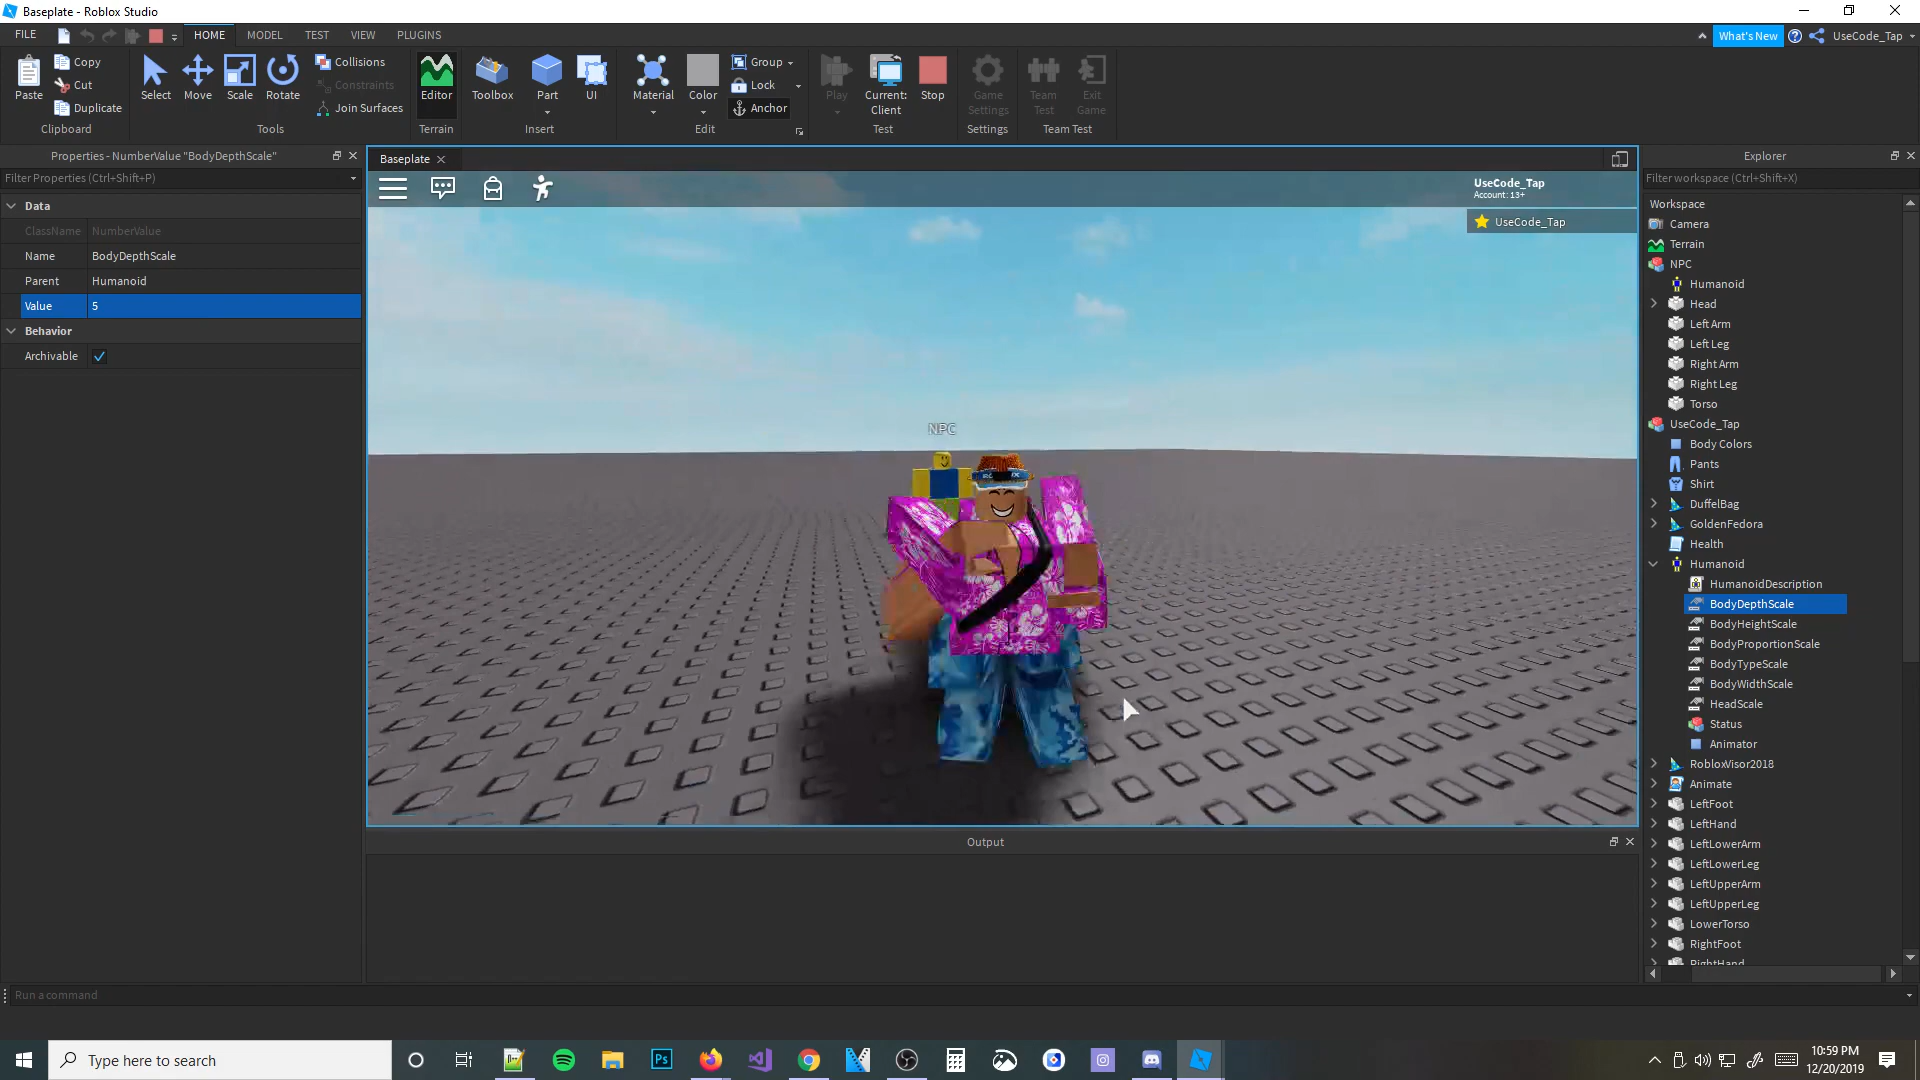 Baseplate - Roblox Studio
FILE
HOME
MODEL
TEST
VIEW
PLUGINS
What's New
UseCode_Tap
Paste
Copy
Cut
Duplicate
Clipboard
Select
Move
Scale
Rotate
Collisions
Constraints
Join Surfaces
Tools
Editor
Terrain
Toolbox
Part
UI
Insert
Material
Color
Group
Lock
Anchor
Edit
Play
Current:
Client
Stop
Test
Game
Settings
Settings
Team
Test
Exit
Game
Team Test
Properties - NumberValue "BodyDepthScale"
Filter Properties (Ctrl+Shift+P)
Data
ClassName NumberValue
Name BodyDepthScale
Parent Humanoid
Value 5
Behavior
Archivable
Baseplate
UseCode_Tap
Account: 13+
UseCode_Tap
NPC
Output
Explorer
Filter workspace (Ctrl+Shift+X)
Workspace
Camera
Terrain
NPC
Humanoid
Head
Left Arm
Left Leg
Right Arm
Right Leg
Torso
UseCode_Tap
Body Colors
Pants
Shirt
DuffelBag
GoldenFedora
Health
Humanoid
HumanoidDescription
BodyDepthScale
BodyHeightScale
BodyProportionScale
BodyTypeScale
BodyWidthScale
HeadScale
Status
Animator
RobloxVisor2018
Animate
LeftFoot
LeftHand
LeftLowerArm
LeftLowerLeg
LeftUpperArm
LeftUpperLeg
LowerTorso
RightFoot
RightHand
Run a command
Type here to search
Ps
10:59 PM
12/20/2019